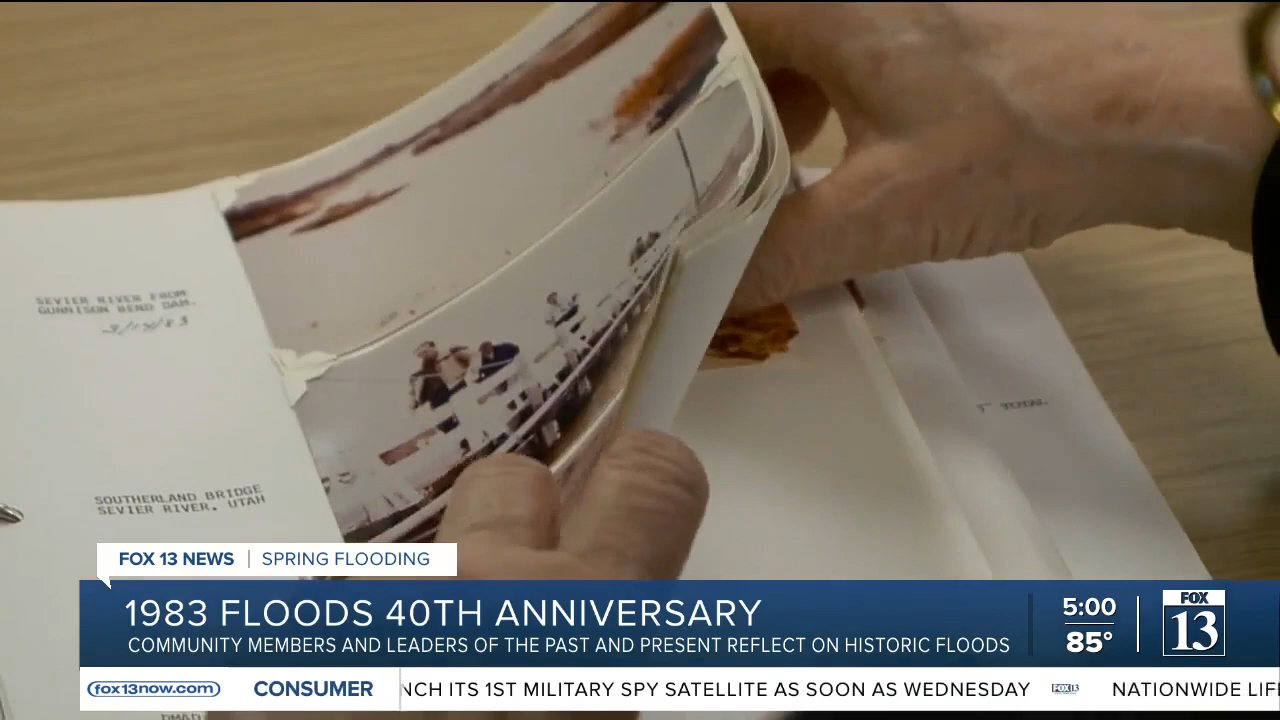 SEVIER RIVER FROM
GUNNISON BEND DAM.
SOUTHERLAND BRIDGE
SEVIER RIVER. UTAH
FOX 13 NEWS | SPRING FLOODING
1983 FLOODS 40TH ANNIVERSARY
COMMUNITY MEMBERS AND LEADERS OF THE PAST AND PRESENT REFLECT ON HISTORIC FLOODS
5:00
85°
FOX
13
fox13now.com
CONSUMER
NCH ITS 1ST MILITARY SPY SATELLITE AS SOON AS WEDNESDAY
FOX13
NATIONWIDE LIF